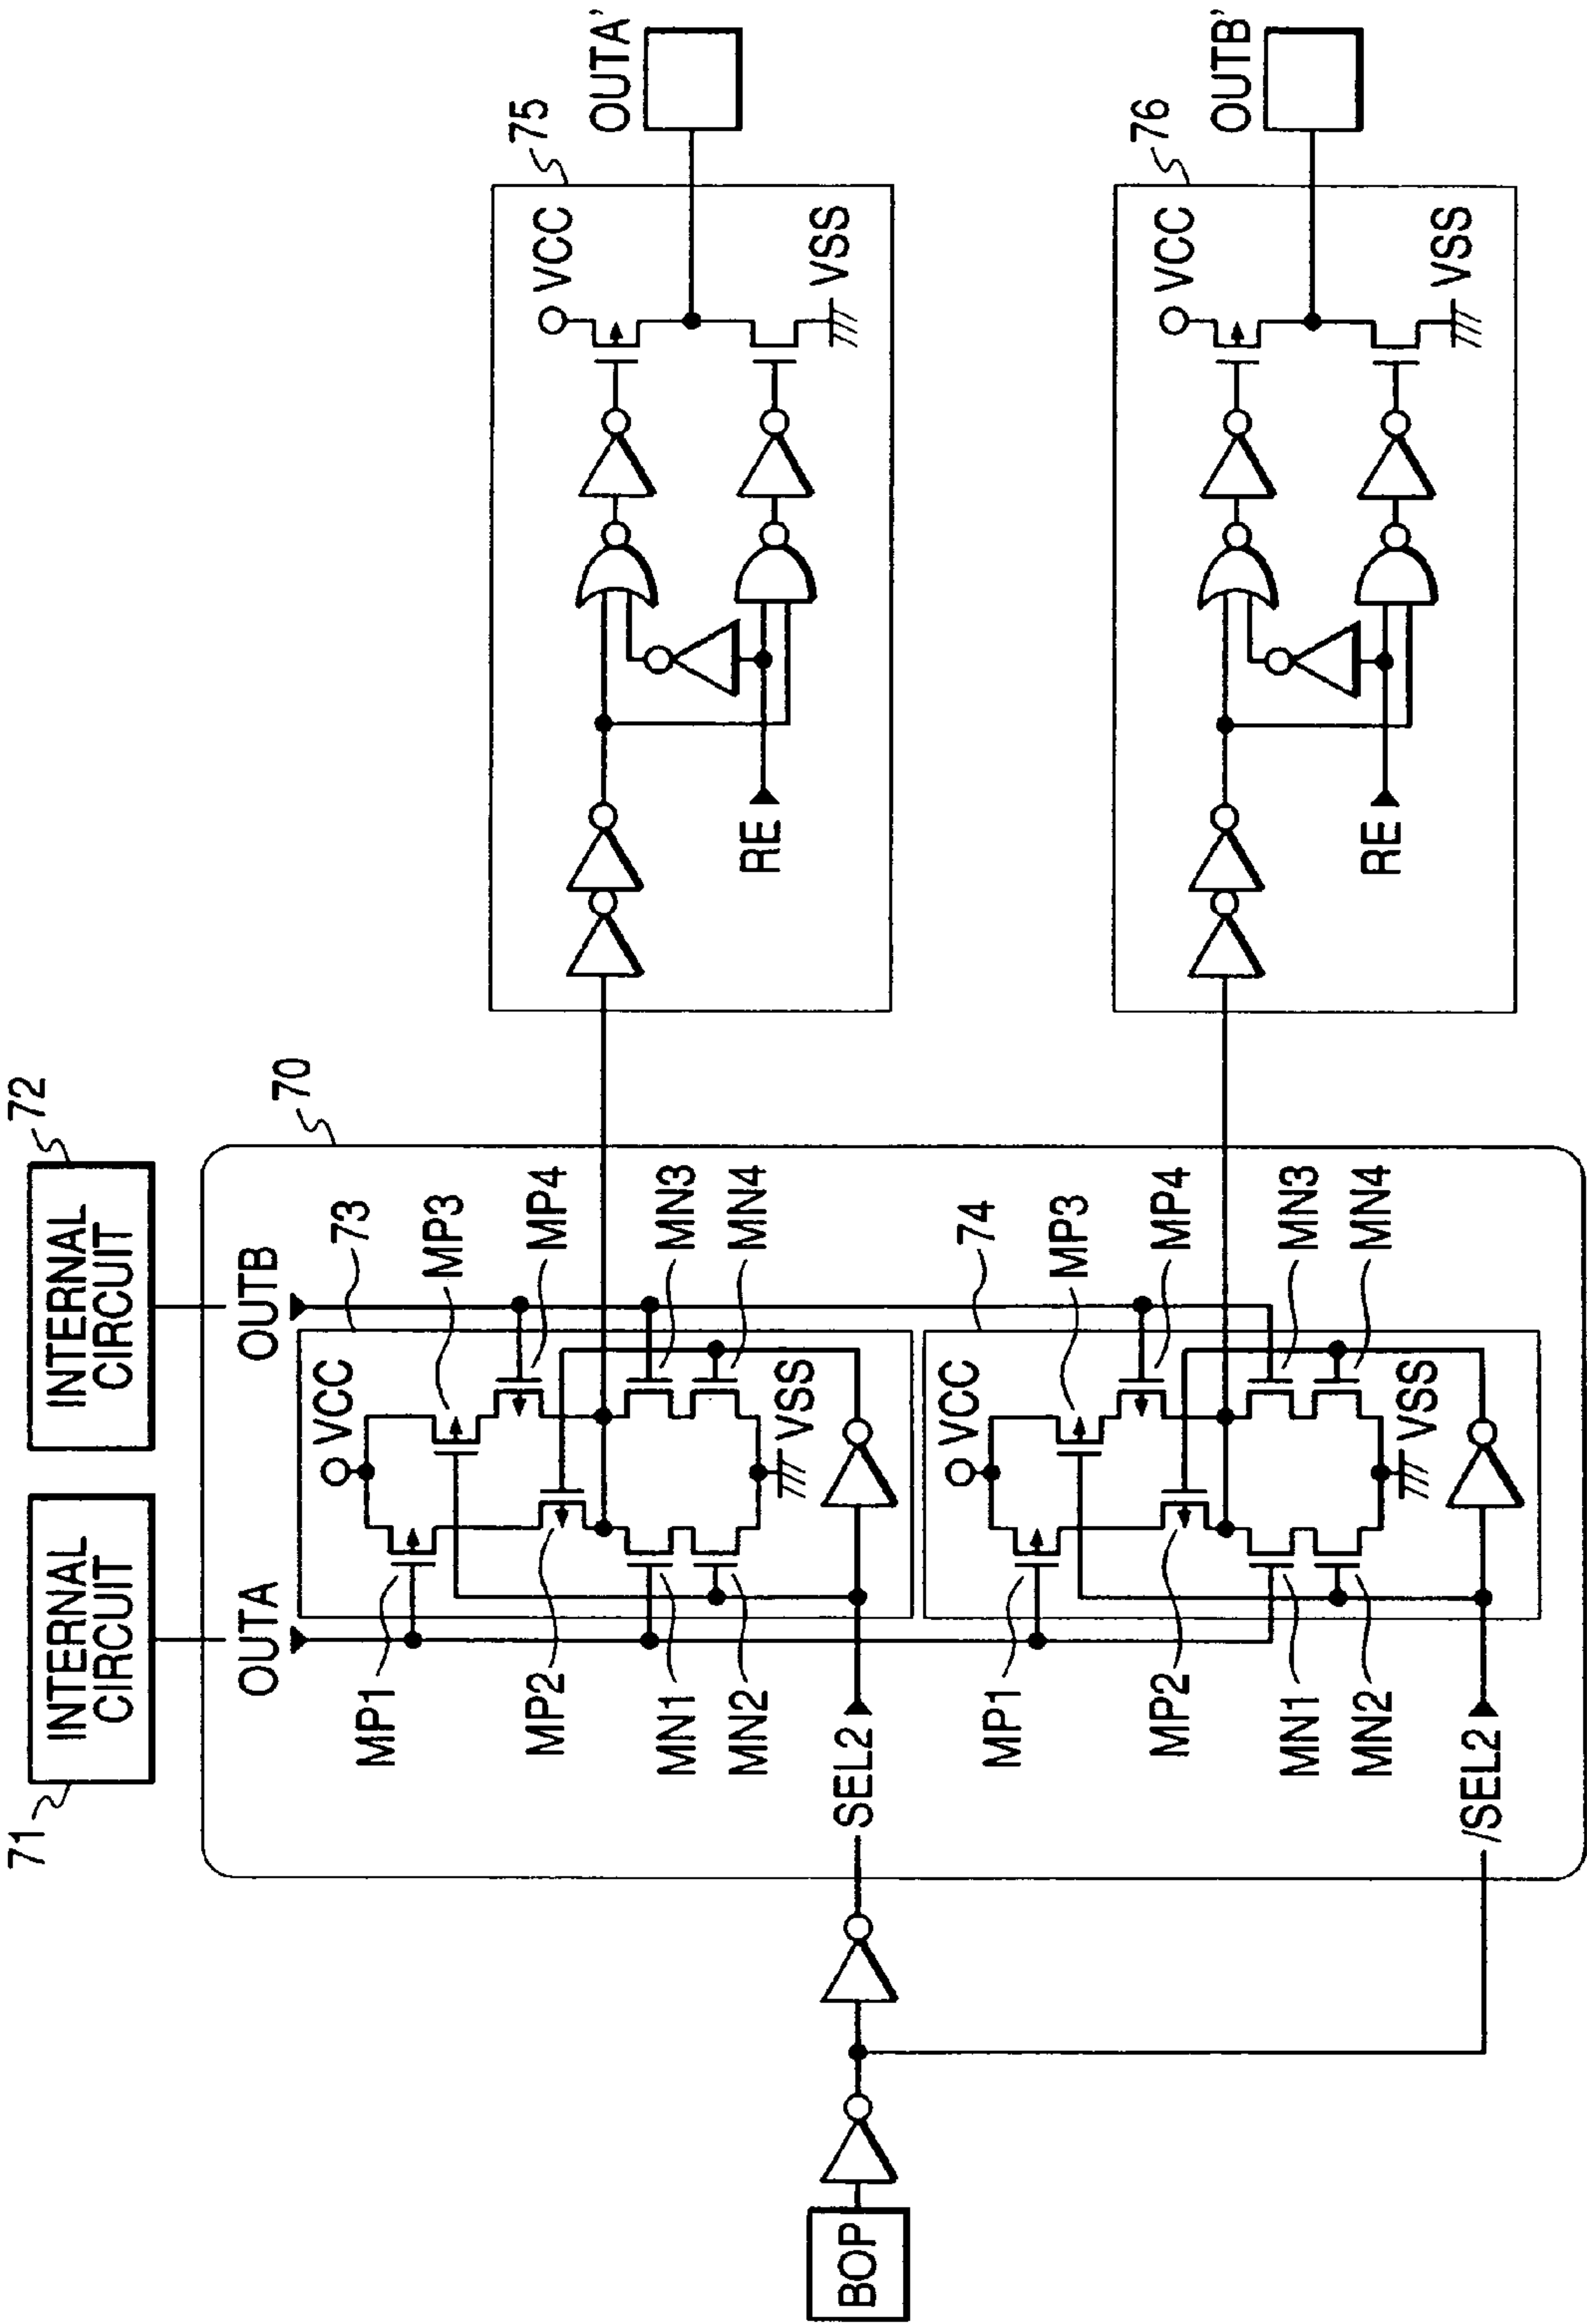 71
INTERNAL
CIRCUIT
72
INTERNAL
CIRCUIT
70
OUTA
OUTB
73
VCC
MP1
MP2
MP3
MP4
MN1
MN2
MN3
MN4
VSS
BOP
SEL2
74
VCC
MP1
MP2
MP3
MP4
MN1
MN2
MN3
MN4
VSS
/SEL2
75
VCC
RE
VSS
OUTA'
76
VCC
RE
VSS
OUTB'